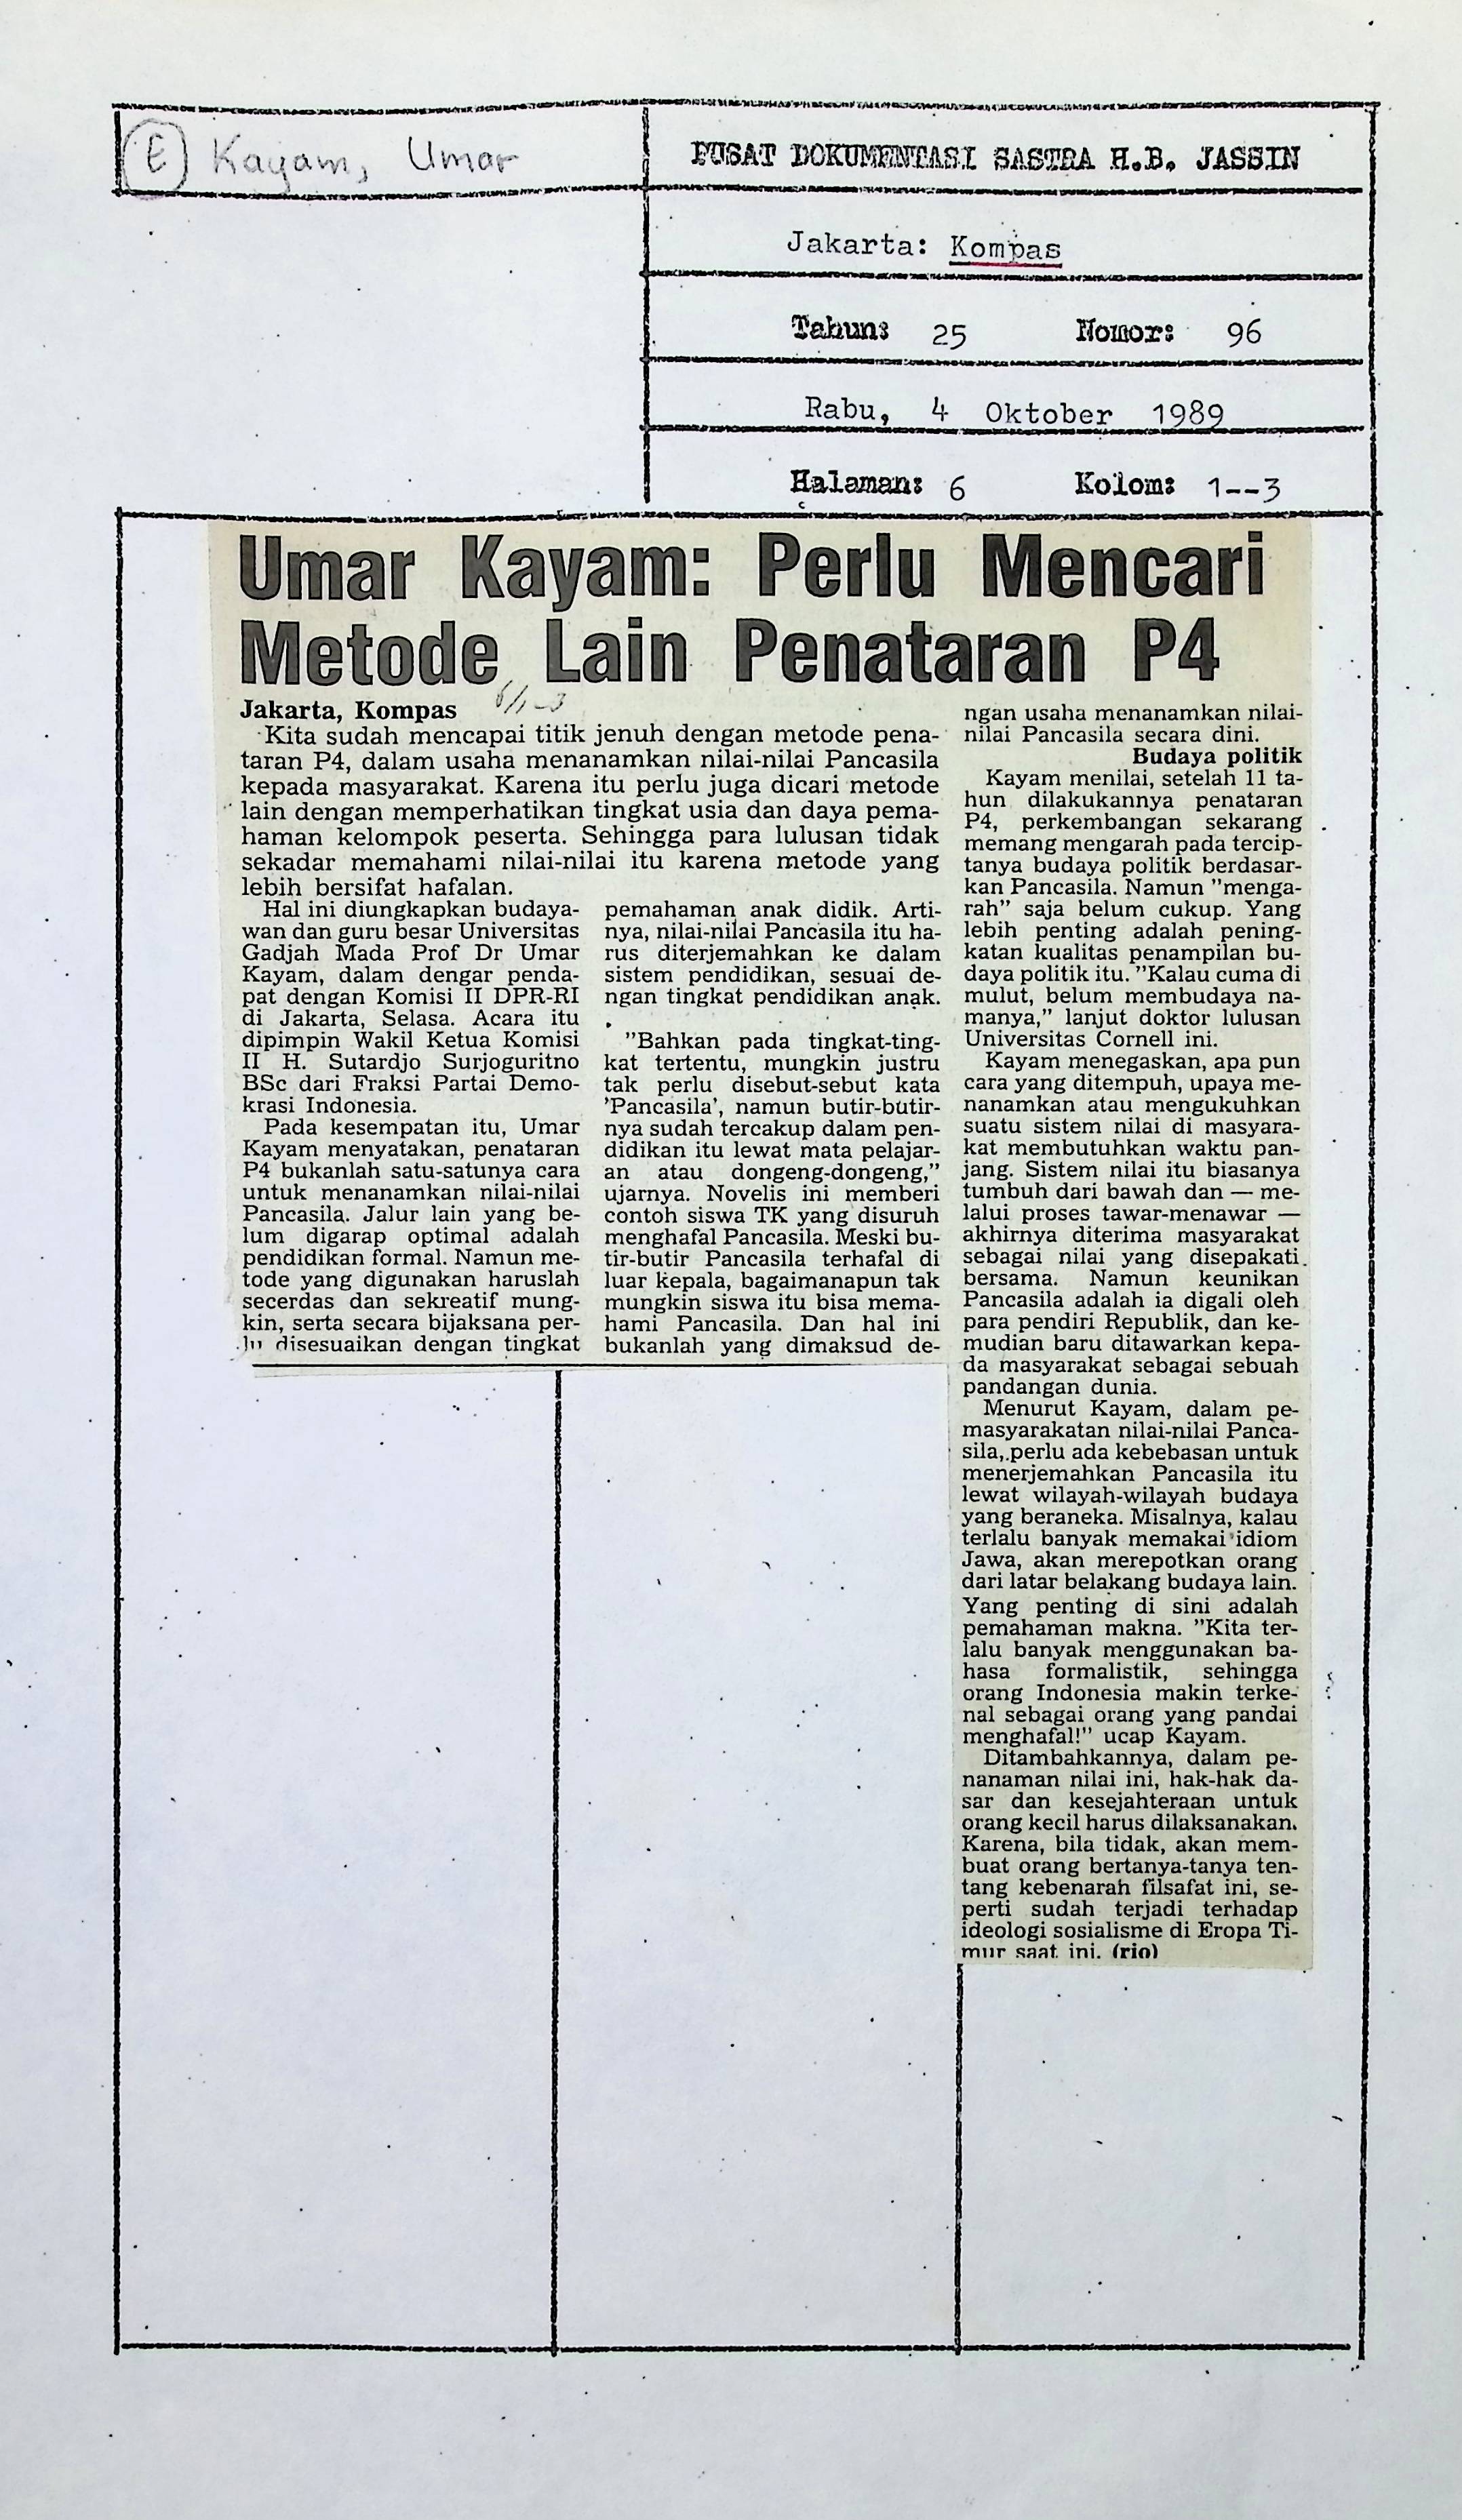 E Kayam, Umar
PUSAT DOKUMENTASI SASTRA H.B. JASSIN
Jakarta: Kompas
Tahun: 25 Nomor: 96
Rabu, 4 Oktober 1989
Halaman: 6 Kolom: 1--3
Umar Kayam: Perlu Mencari
Metode Lain Penataran P4
Jakarta, Kompas
Kita sudah mencapai titik jenuh dengan metode pena-
taran P4, dalam usaha menanamkan nilai-nilai Pancasila
kepada masyarakat. Karena itu perlu juga dicari metode
lain dengan memperhatikan tingkat usia dan daya pema-
haman kelompok peserta. Sehingga para lulusan tidak
sekadar memahami nilai-nilai itu karena metode yang
lebih bersifat hafalan.
Hal ini diungkapkan budaya-
wan dan guru besar Universitas
Gadjah Mada Prof Dr Umar
Kayam, dalam dengar penda-
pat dengan Komisi II DPR-RI
di Jakarta, Selasa. Acara itu
dipimpin Wakil Ketua Komisi
II H. Sutardjo Surjoguritno
BSc dari Fraksi Partai Demo-
krasi Indonesia.
Pada kesempatan itu, Umar
Kayam menyatakan, penataran
P4 bukanlah satu-satunya cara
untuk menanamkan nilai-nilai
Pancasila. Jalur lain yang be-
lum digarap optimal adalah
pendidikan formal. Namun me-
tode yang digunakan haruslah
secerdas dan sekreatif mung-
kin, serta secara bijaksana per-
lu disesuaikan dengan tingkat
pemahaman anak didik. Arti-
nya, nilai-nilai Pancasila itu ha-
rus diterjemahkan ke dalam
sistem pendidikan, sesuai de-
ngan tingkat pendidikan anak.
"Bahkan pada tingkat-ting-
kat tertentu, mungkin justru
tak perlu disebut-sebut kata
'Pancasila', namun butir-butir-
nya sudah tercakup dalam pen-
didikan itu lewat mata pelajar-
an atau dongeng-dongeng,"
ujarnya. Novelis ini memberi
contoh siswa TK yang disuruh
menghafal Pancasila. Meski bu-
tir-butir Pancasila terhafal di
luar kepala, bagaimanapun tak
mungkin siswa itu bisa mema-
hami Pancasila. Dan hal ini
bukanlah yang dimaksud de-
ngan usaha menanamkan nilai-
nilai Pancasila secara dini.
Budaya politik
Kayam menilai, setelah 11 ta-
hun dilakukannya penataran
P4, perkembangan sekarang
memang mengarah pada tercip-
tanya budaya politik berdasar-
kan Pancasila. Namun "menga-
rah" saja belum cukup. Yang
lebih penting adalah pening-
katan kualitas penampilan bu-
daya politik itu. "Kalau cuma di
mulut, belum membudaya na-
manya," lanjut doktor lulusan
Universitas Cornell ini.
Kayam menegaskan, apa pun
cara yang ditempuh, upaya me-
nanamkan atau mengukuhkan
suatu sistem nilai di masyara-
kat membutuhkan waktu pan-
jang. Sistem nilai itu biasanya
tumbuh dari bawah dan — me-
lalui proses tawar-menawar —
akhirnya diterima masyarakat
sebagai nilai yang disepakati
bersama. Namun keunikan
Pancasila adalah ia digali oleh
para pendiri Republik, dan ke-
mudian baru ditawarkan kepa-
da masyarakat sebagai sebuah
pandangan dunia.
Menurut Kayam, dalam pe-
masyarakatan nilai-nilai Panca-
sila, perlu ada kebebasan untuk
menerjemahkan Pancasila itu
lewat wilayah-wilayah budaya
yang beraneka. Misalnya, kalau
terlalu banyak memakai idiom
Jawa, akan merepotkan orang
dari latar belakang budaya lain.
Yang penting di sini adalah
pemahaman makna. "Kita ter-
lalu banyak menggunakan ba-
hasa formalistik, sehingga
orang Indonesia makin terke-
nal sebagai orang yang pandai
menghafal!" ucap Kayam.
Ditambahkannya, dalam pe-
nanaman nilai ini, hak-hak da-
sar dan kesejahteraan untuk
orang kecil harus dilaksanakan.
Karena, bila tidak, akan mem-
buat orang bertanya-tanya ten-
tang kebenarah filsafat ini, se-
perti sudah terjadi terhadap
ideologi sosialisme di Eropa Ti-
mur saat ini. (rio)